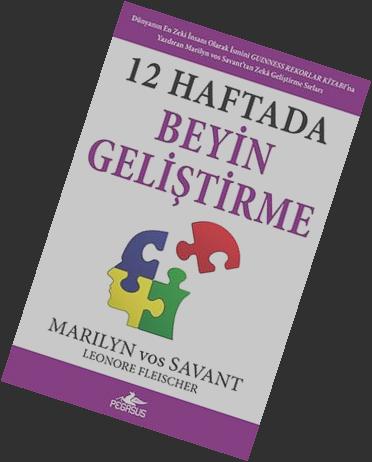 Dünyanın En Zeki İnsanı Olarak İsmini GUINNESS REKORLAR KİTABI'na
Yazdıran Marilyn vos Savant'tan Zekâ Geliştirme Sırları
12 HAFTADA
BEYİN
GELİŞTİRME
MARILYN vos SAVANT
LEONORE FLEISCHER
PEGASUS